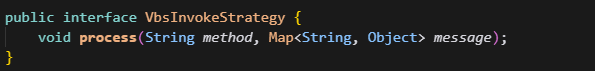 public interface VbsInvokeStrategy {
    void process(String method, Map<String, Object> message);
}